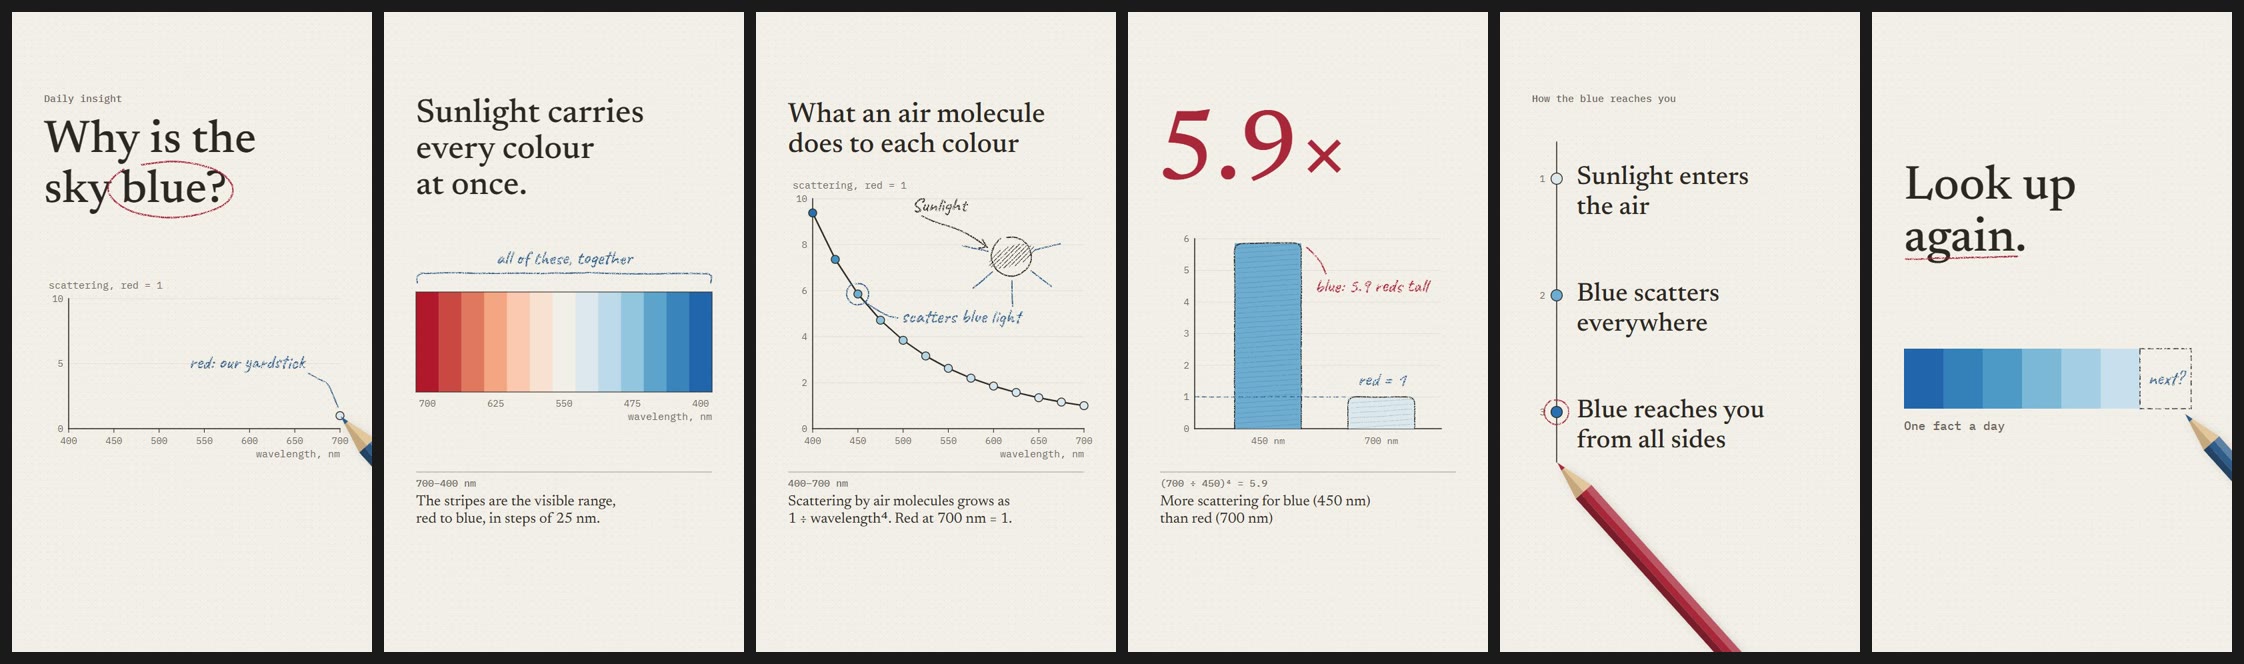 Daily insight
Why is the
sky blue?
scattering, red = 1
10
5
0
red: our yardstick
400 450 500 550 600 650 700
wavelength, nm
Sunlight carries
every colour
at once.
all of these, together
700 625 550 475 400
wavelength, nm
700–400 nm
The stripes are the visible range,
red to blue, in steps of 25 nm.
What an air molecule
does to each colour
scattering, red = 1
10
8
6
4
2
0
Sunlight
scatters blue light
400 450 500 550 600 650 700
wavelength, nm
400–700 nm
Scattering by air molecules grows as
1 ÷ wavelength⁴. Red at 700 nm = 1.
5.9×
6
5
4
3
2
1
0
blue: 5.9 reds tall
red = 1
450 nm 700 nm
(700 ÷ 450)⁴ = 5.9
More scattering for blue (450 nm)
than red (700 nm)
How the blue reaches you
1 Sunlight enters
the air
2 Blue scatters
everywhere
3 Blue reaches you
from all sides
Look up
again.
next?
One fact a day